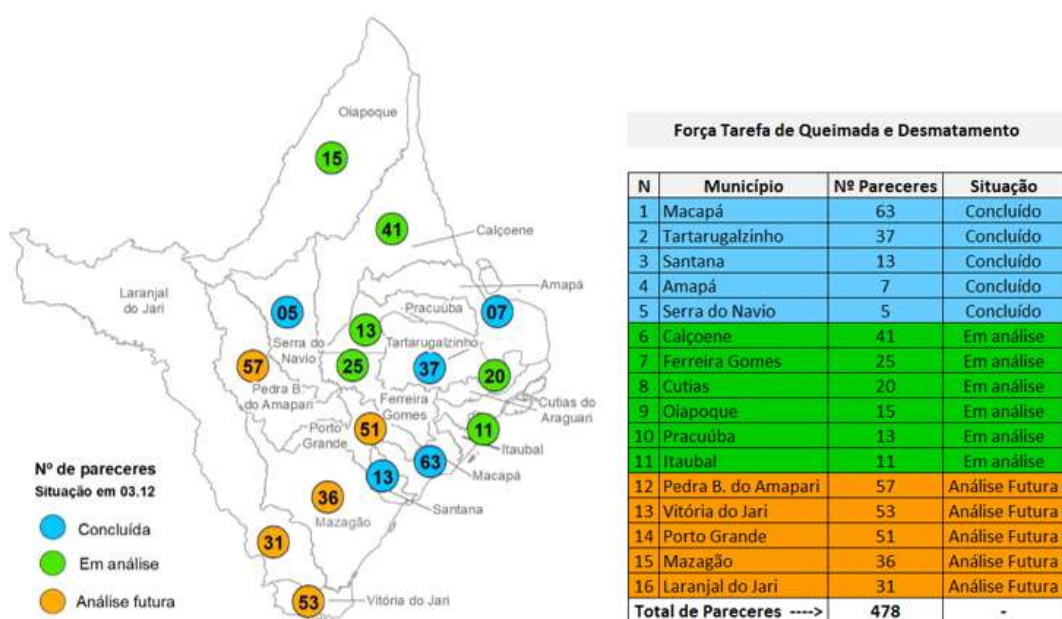 Oiapoque
15
41
Calçoene
Laranjal
do Jari
Amapá
05
Pracuúba
07
13
Serra do
Navio
Tartarugalzinho
57
25
37
20
Pedra B.
do Amapari
Ferreira
Gomes
Cutias do
Araguari
Porto
Grande
51
11
Itaubal
63
13
Macapá
36
Santana
Mazagão
31
53
Vitória do Jari
Nº de pareceres
Situação em 03.12
Concluída
Em análise
Análise futura
Força Tarefa de Queimada e Desmatamento
N Município Nº Pareceres Situação
1 Macapá 63 Concluído
2 Tartarugalzinho 37 Concluído
3 Santana 13 Concluído
4 Amapá 7 Concluído
5 Serra do Navio 5 Concluído
6 Calçoene 41 Em análise
7 Ferreira Gomes 25 Em análise
8 Cutias 20 Em análise
9 Oiapoque 15 Em análise
10 Pracuúba 13 Em análise
11 Itaubal 11 Em análise
12 Pedra B. do Amapari 57 Análise Futura
13 Vitória do Jari 53 Análise Futura
14 Porto Grande 51 Análise Futura
15 Mazagão 36 Análise Futura
16 Laranjal do Jari 31 Análise Futura
Total de Pareceres ----> 478 -